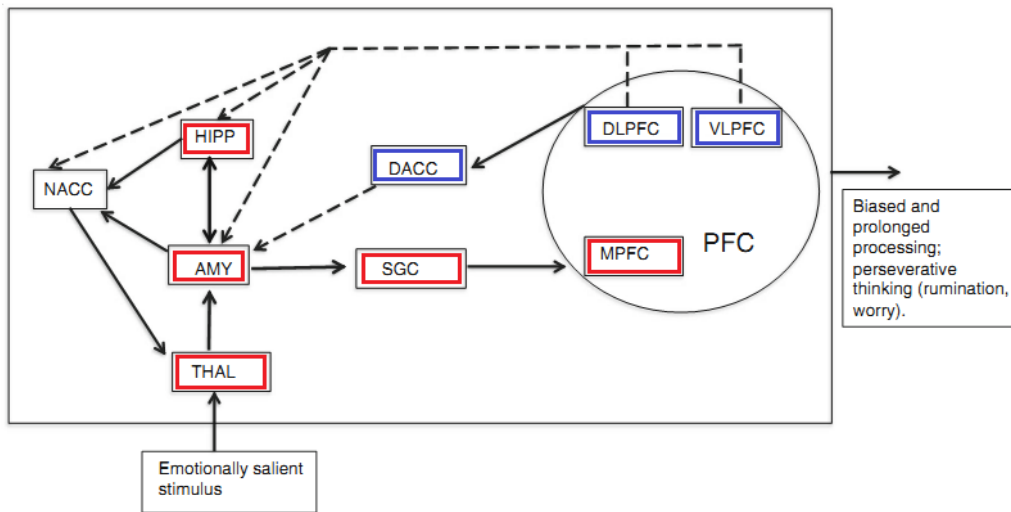 HIPP
DLPFC
VLPFC
DACC
NACC
PFC
AMY
SGC
MPFC
THAL
Biased and
prolonged
processing;
perseverative
thinking (rumination,
worry).
Emotionally salient
stimulus